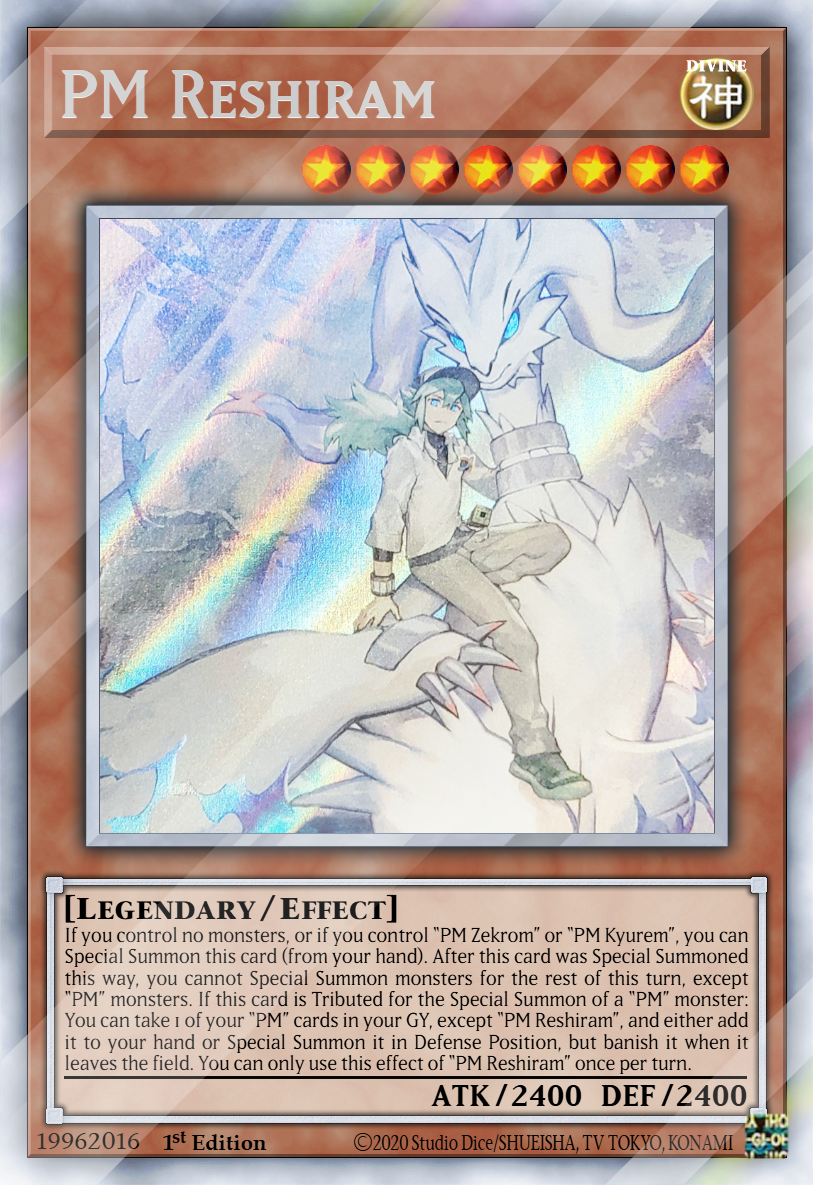 PM Reshiram
DIVINE
神
[Legendary/Effect]
If you control no monsters, or if you control "PM Zekrom" or "PM Kyurem", you can
Special Summon this card (from your hand). After this card was Special Summoned
this way, you cannot Special Summon monsters for the rest of this turn, except
"PM" monsters. If this card is Tributed for the Special Summon of a "PM" monster:
You can take 1 of your "PM" cards in your GY, except "PM Reshiram", and either add
it to your hand or Special Summon it in Defense Position, but banish it when it
leaves the field. You can only use this effect of "PM Reshiram" once per turn.
ATK/2400 DEF/2400
19962016 1st Edition ©2020 Studio Dice/SHUEISHA, TV TOKYO, KONAMI